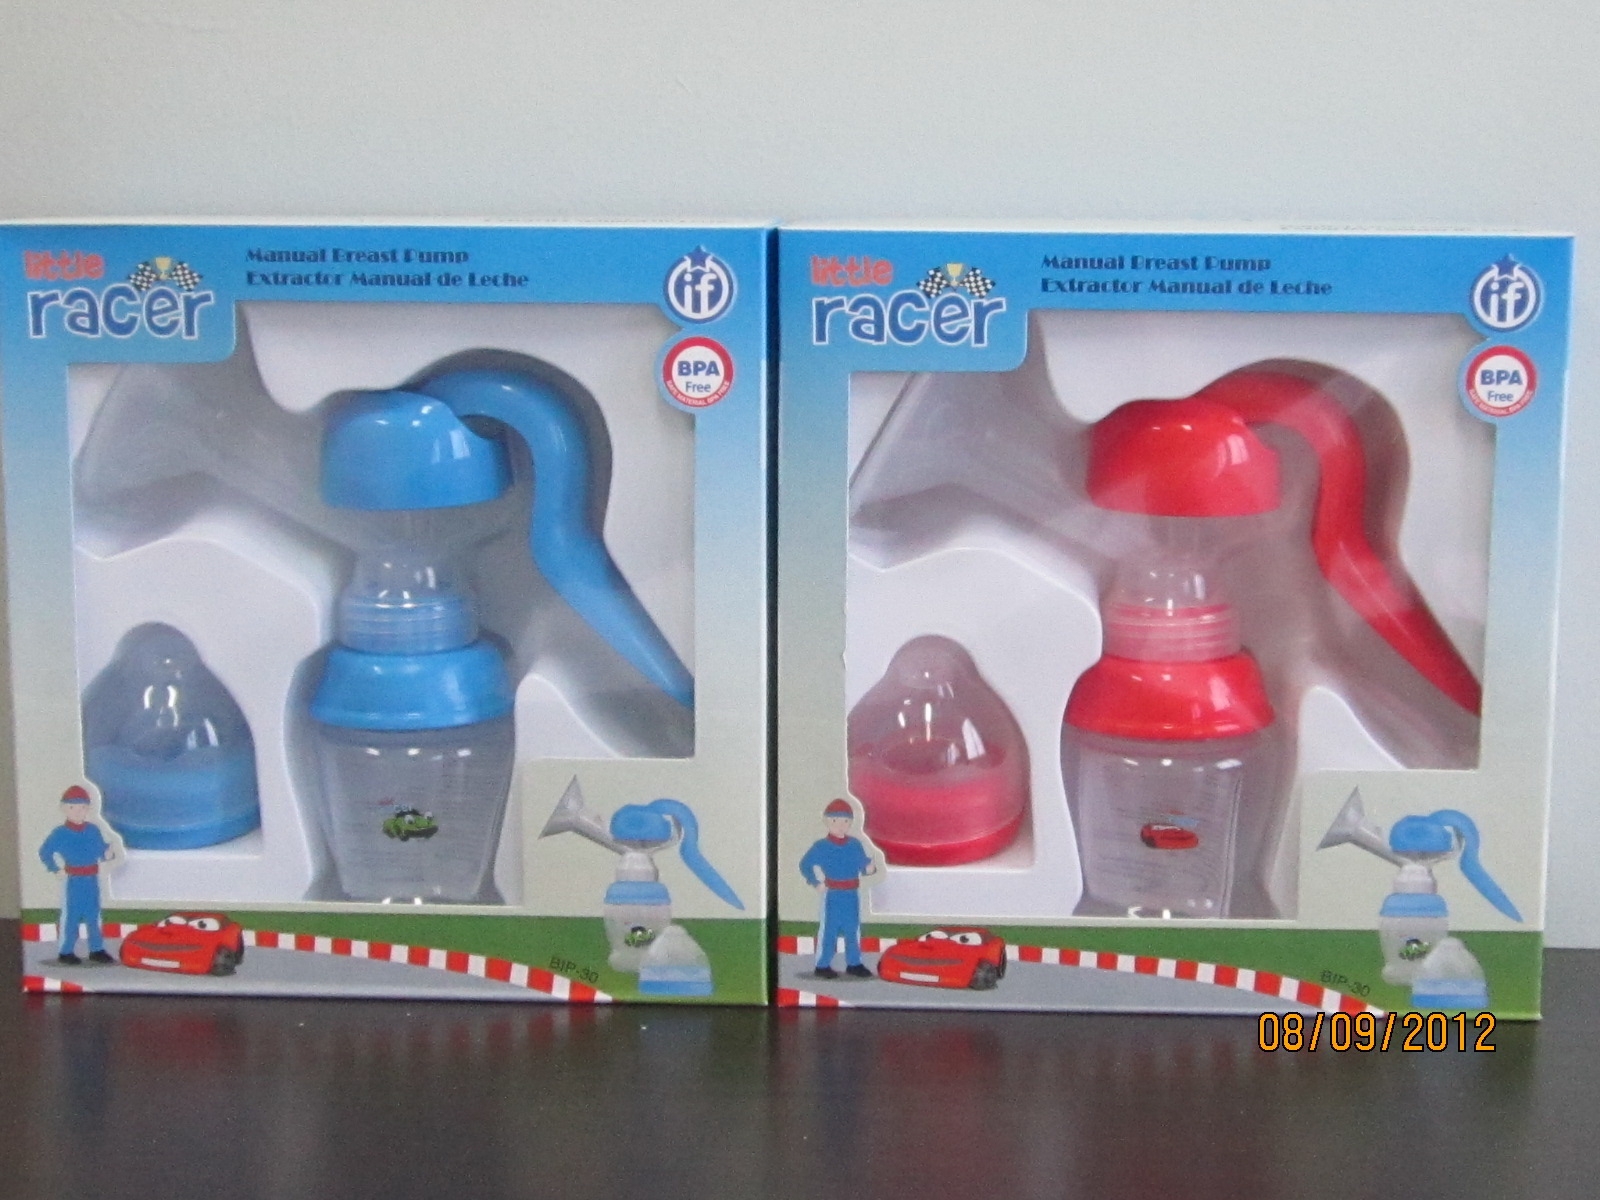 little
racer
Manual Breast Pump
Extractor Manual de Leche
if
BPA
Free
BIP-30
little
racer
Manual Breast Pump
Extractor Manual de Leche
if
BPA
Free
BIP-30
08/09/2012